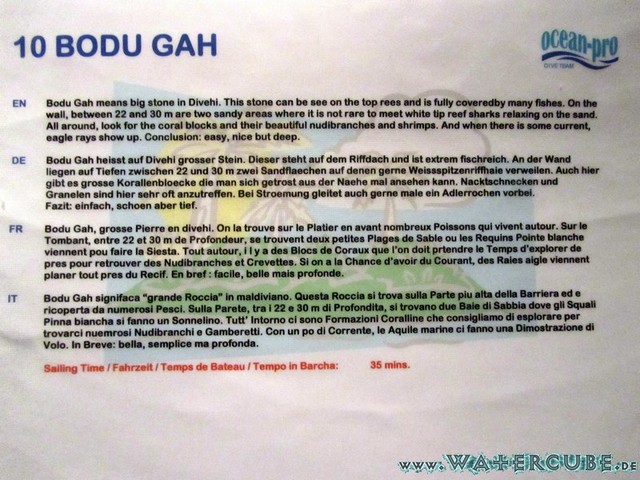 10 BODU GAH
ocean-pro
DIVE TEAM
EN Bodu Gah means big stone in Divehi. This stone can be see on the top rees and is fully coveredby many fishes. On the
wall, between 22 and 30 m are two sandy areas where it is not rare to meet white tip reef sharks relaxing on the sand.
All around, look for the coral blocks and their beautiful nudibranches and shrimps. And when there is some current,
eagle rays show up. Conclusion: easy, nice but deep.
DE Bodu Gah heisst auf Divehi grosser Stein. Dieser steht auf dem Riffdach und ist extrem fischreich. An der Wand
liegen auf Tiefen zwischen 22 und 30 m zwei Sandflaechen auf denen gerne Weissspitzenriffhaie verweilen. Auch hier
gibt es grosse Korallenbloecke die man sich getrost aus der Naehe mal ansehen kann. Nacktschnecken und
Granelen sind hier sehr oft anzutreffen. Bei Stroemung gleitet auch gerne male ein Adlerrochen vorbei.
Fazit: einfach, schoen aber tief.
FR Bodu Gah, grosse Pierre en divehi. On la trouve sur le Platier en avant nombreux Poissons qui vivent autour. Sur le
Tombant, entre 22 et 30 m de Profondeur, se trouvent deux petites Plages de Sable ou les Requins Pointe blanche
viennent pou faire la Siesta. Tout autour, i l y a des Blocs de Coraux que l'on doit prtendre le Temps d'explorer de
pres pour retrouver des Nudibranches et Crevettes. Si on a la Chance d'avoir du Courant, des Raies aigle viennent
planer tout pres du Recif. En bref : facile, belle mais profonde.
IT Bodu Gah signifaca "grande Roccia" in maldiviano. Questa Roccia si trova sulla Parte piu alta della Barriera ed e
ricoperta da numerosi Pesci. Sulla Parete, tra i 22 e 30 m di Profondita, si trovano due Baie di Sabbia dove gli Squali
Pinna biancha si fanno un Sonnelino. Tutt' Intorno ci sono Formazioni Coralline che consigliamo di esplorare per
trovarci nuemrosi Nudibranchi e Gamberetti. Con un po di Corrente, le Aquile marine ci fanno una Dimostrazione di
Volo. In Breve: bella, semplice ma profonda.
Sailing Time / Fahrzeit / Temps de Bateau / Tempo in Barcha: 35 mins.
www.WATERCUBE.DE